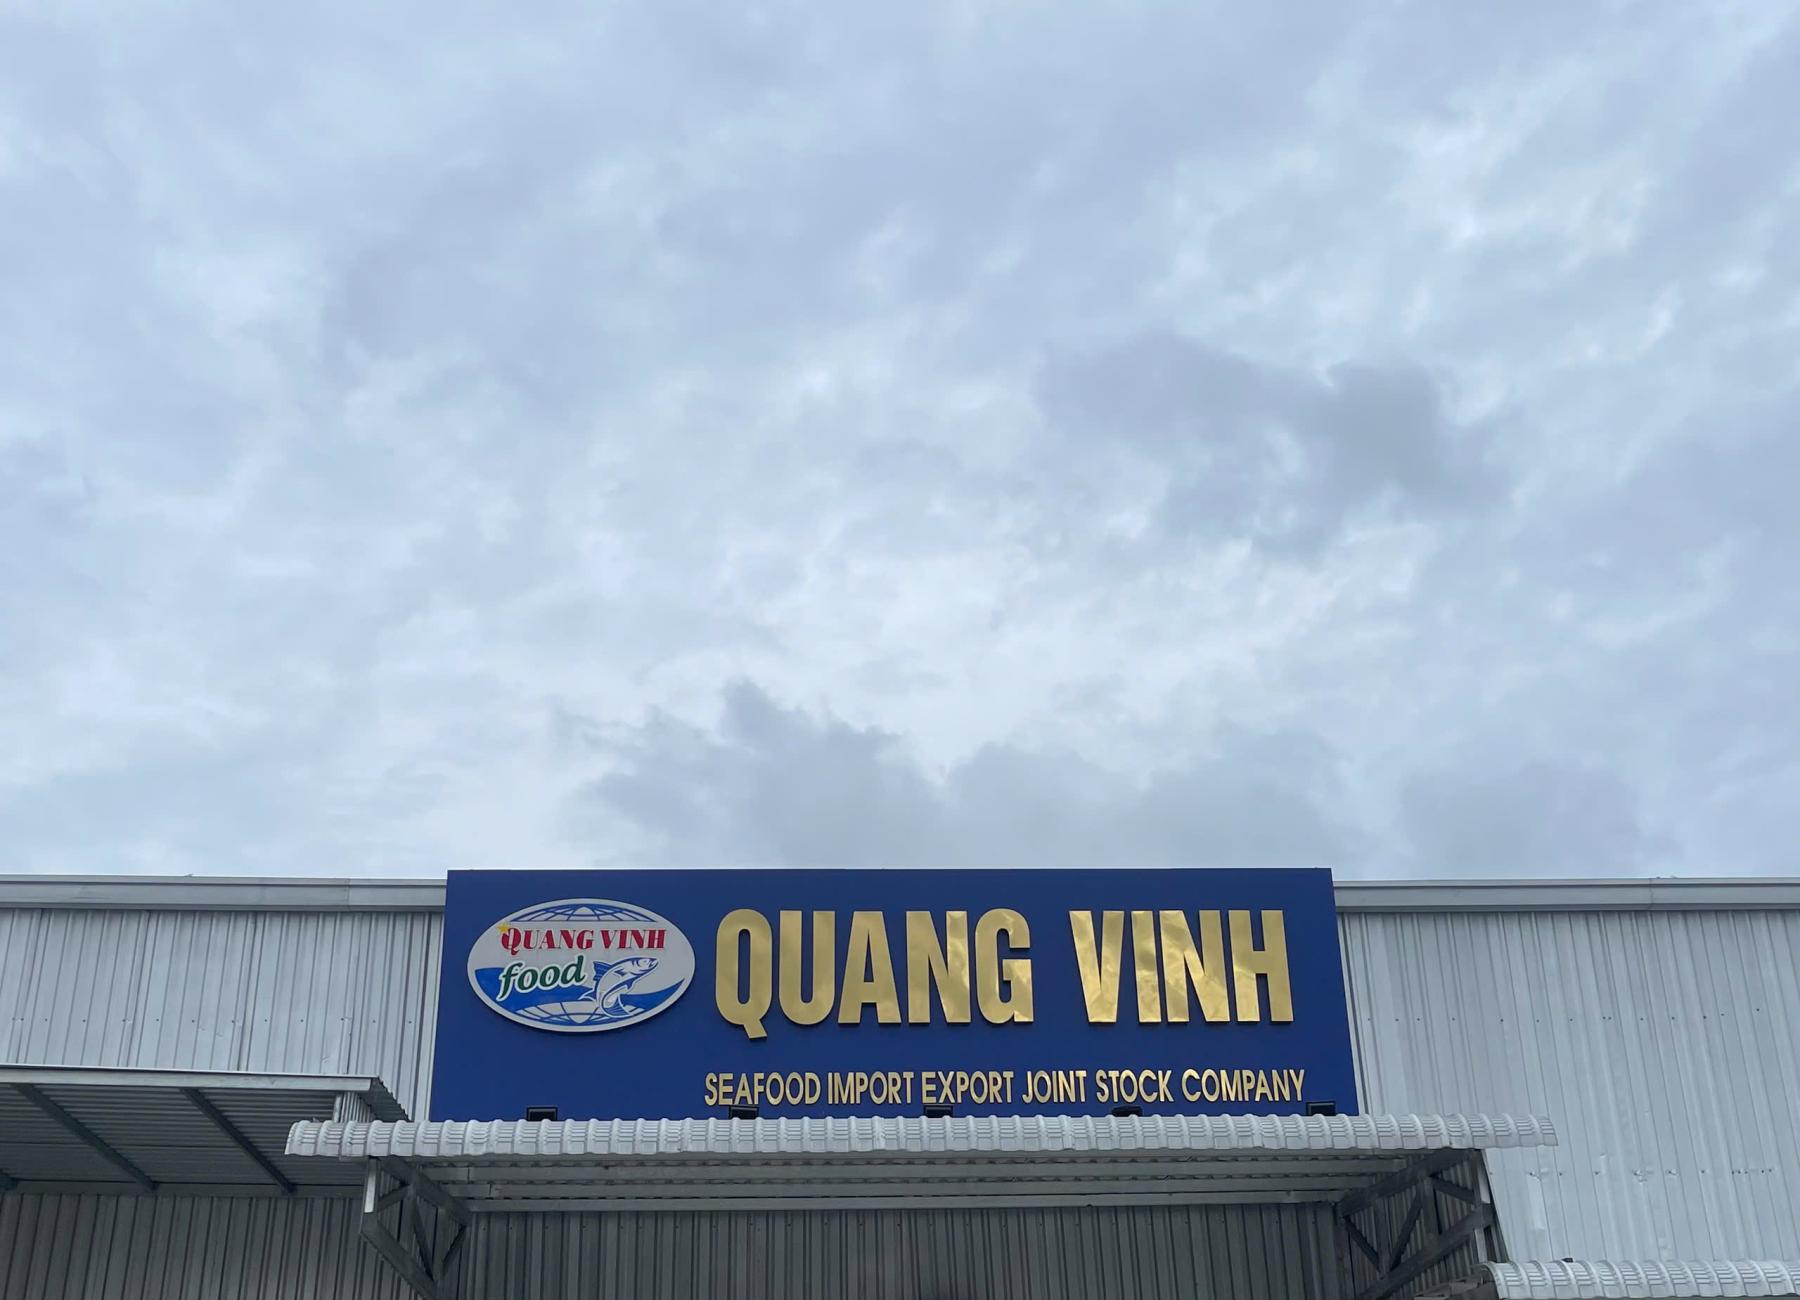 QUANG VINH
food
QUANG VINH
SEAFOOD IMPORT EXPORT JOINT STOCK COMPANY